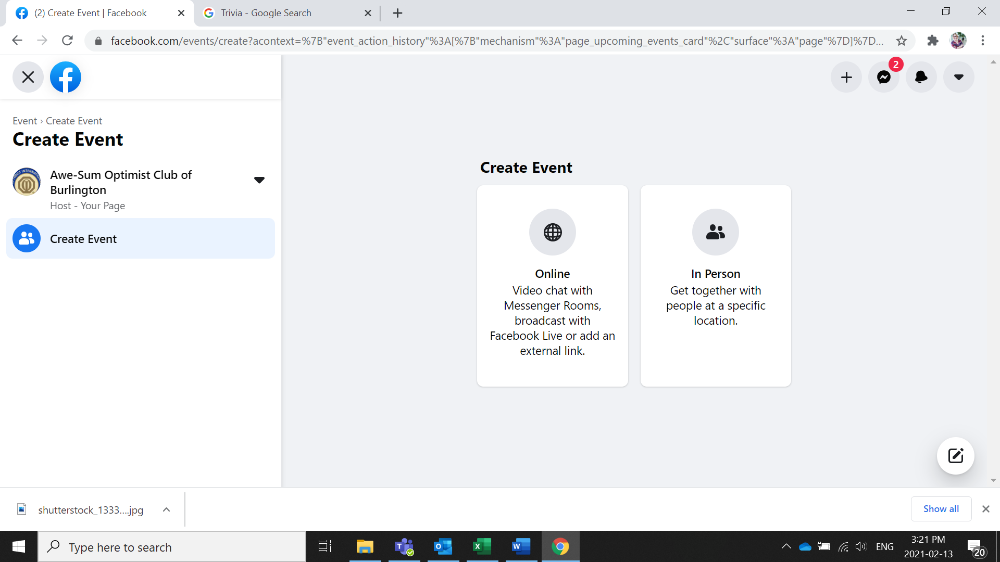 (2) Create Event | Facebook
Trivia - Google Search
facebook.com/events/create?acontext=%7B"event_action_history"%3A[%7B"mechanism"%3A"page_upcoming_events_card"%2C"surface"%3A"page"%7D]%7D...
2
Event › Create Event
Create Event
Awe-Sum Optimist Club of
Burlington
Host - Your Page
Create Event
Create Event
Online
Video chat with
Messenger Rooms,
broadcast with
Facebook Live or add an
external link.
In Person
Get together with
people at a specific
location.
shutterstock_1333....jpg
Show all
Type here to search
ENG
3:21 PM
2021-02-13
20